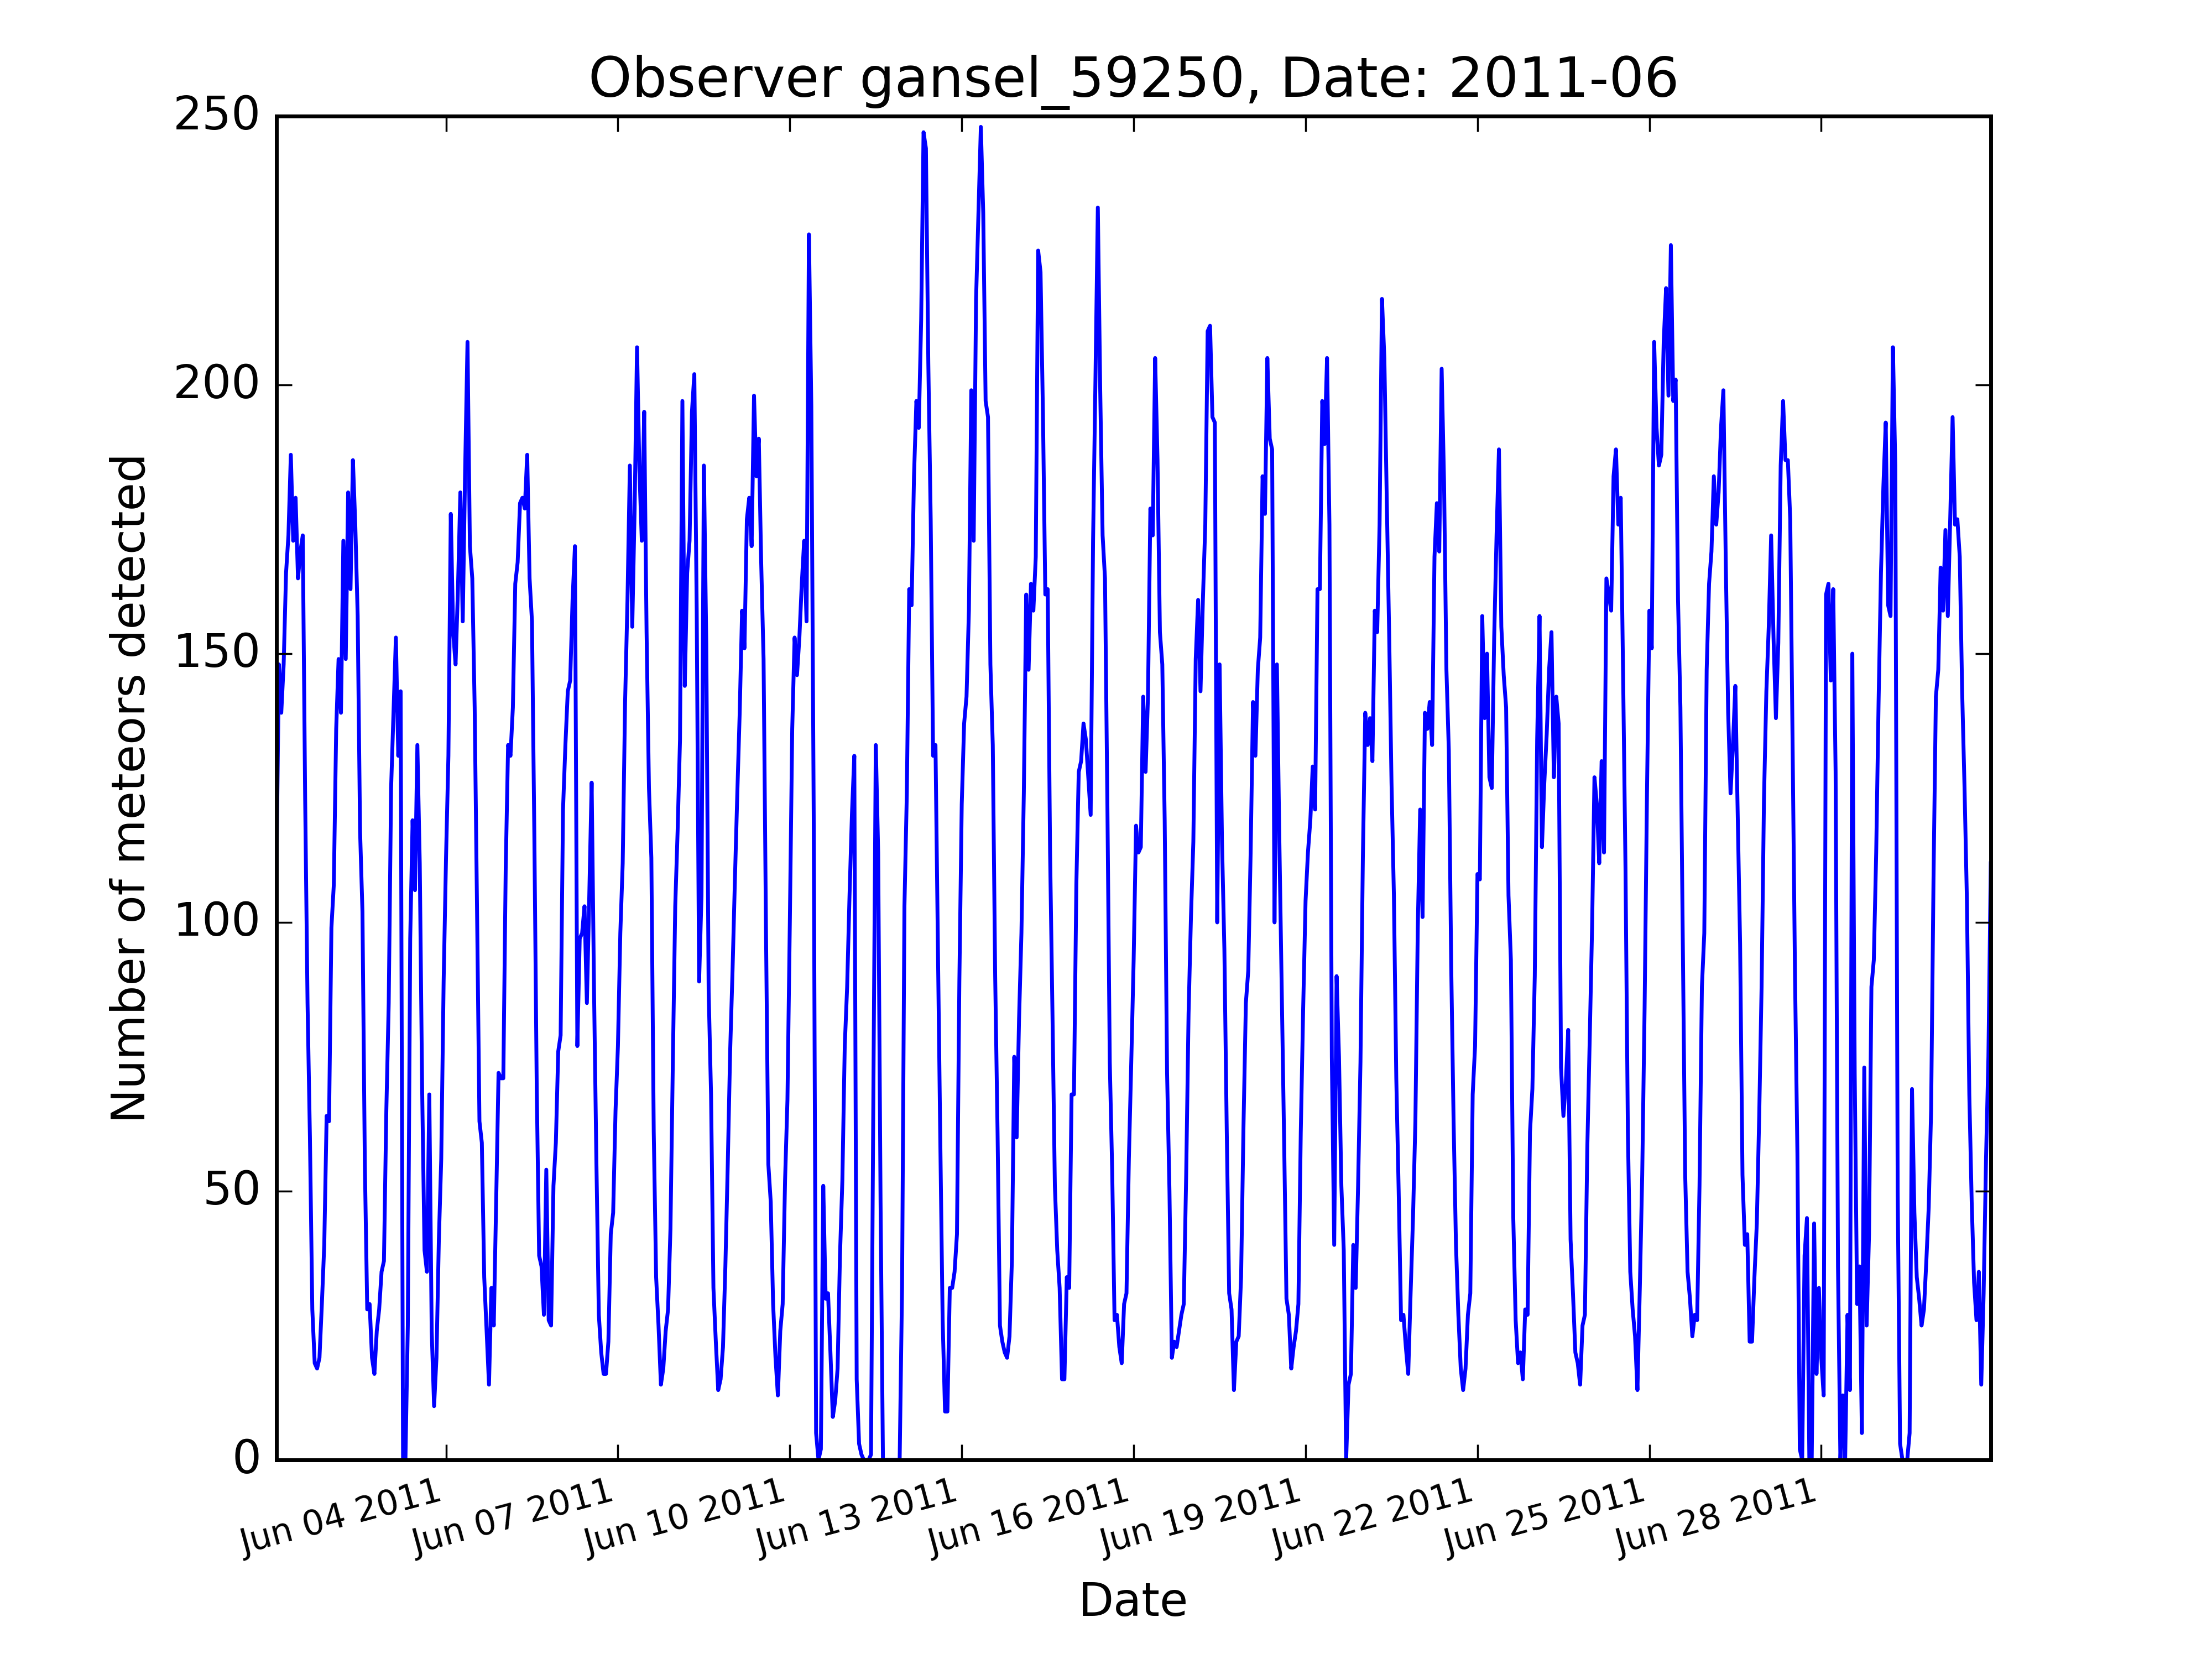 Observer gansel_59250, Date: 2011-06
Number of meteors detected
250
200
150
100
50
0
Jun 04 2011
Jun 07 2011
Jun 10 2011
Jun 13 2011
Jun 16 2011
Jun 19 2011
Jun 22 2011
Jun 25 2011
Jun 28 2011
Date